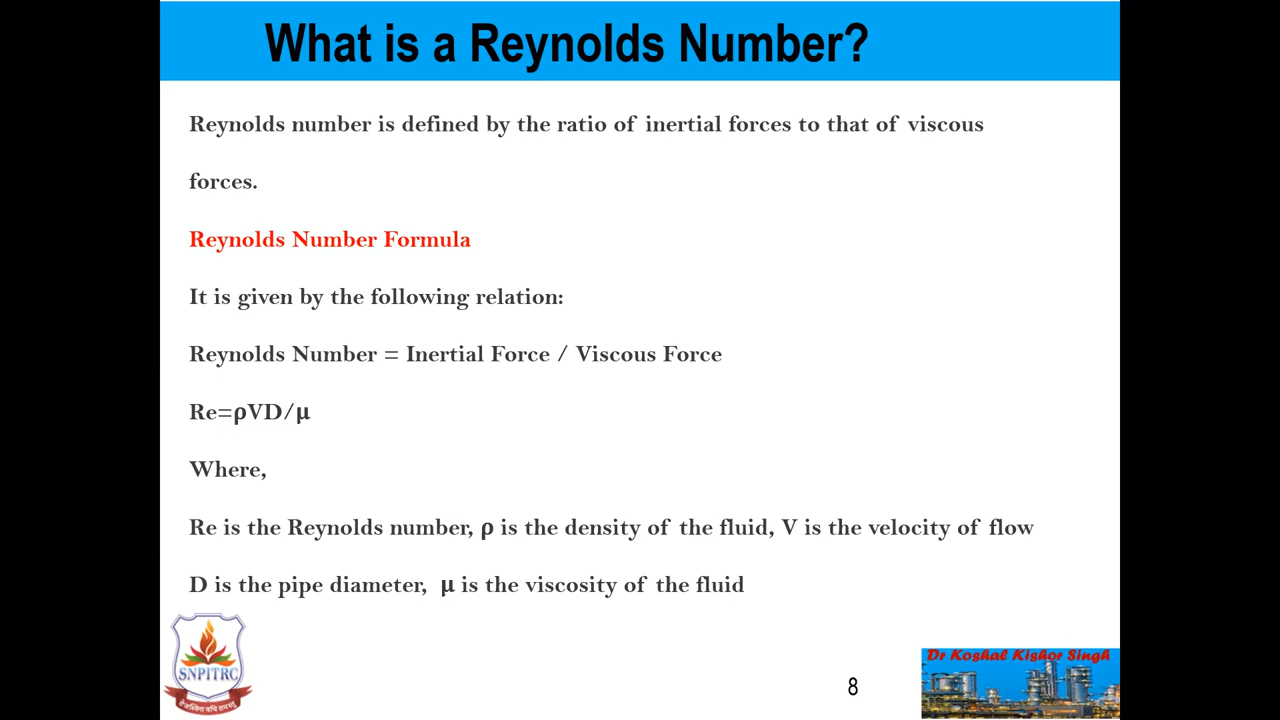 What is a Reynolds Number?
Reynolds number is defined by the ratio of inertial forces to that of viscous
forces.
Reynolds Number Formula
It is given by the following relation:
Reynolds Number = Inertial Force / Viscous Force
Re=ρVD/μ
Where,
Re is the Reynolds number, ρ is the density of the fluid, V is the velocity of flow
D is the pipe diameter, μ is the viscosity of the fluid
SNPITRC
8
Dr Koshal Kishor Singh